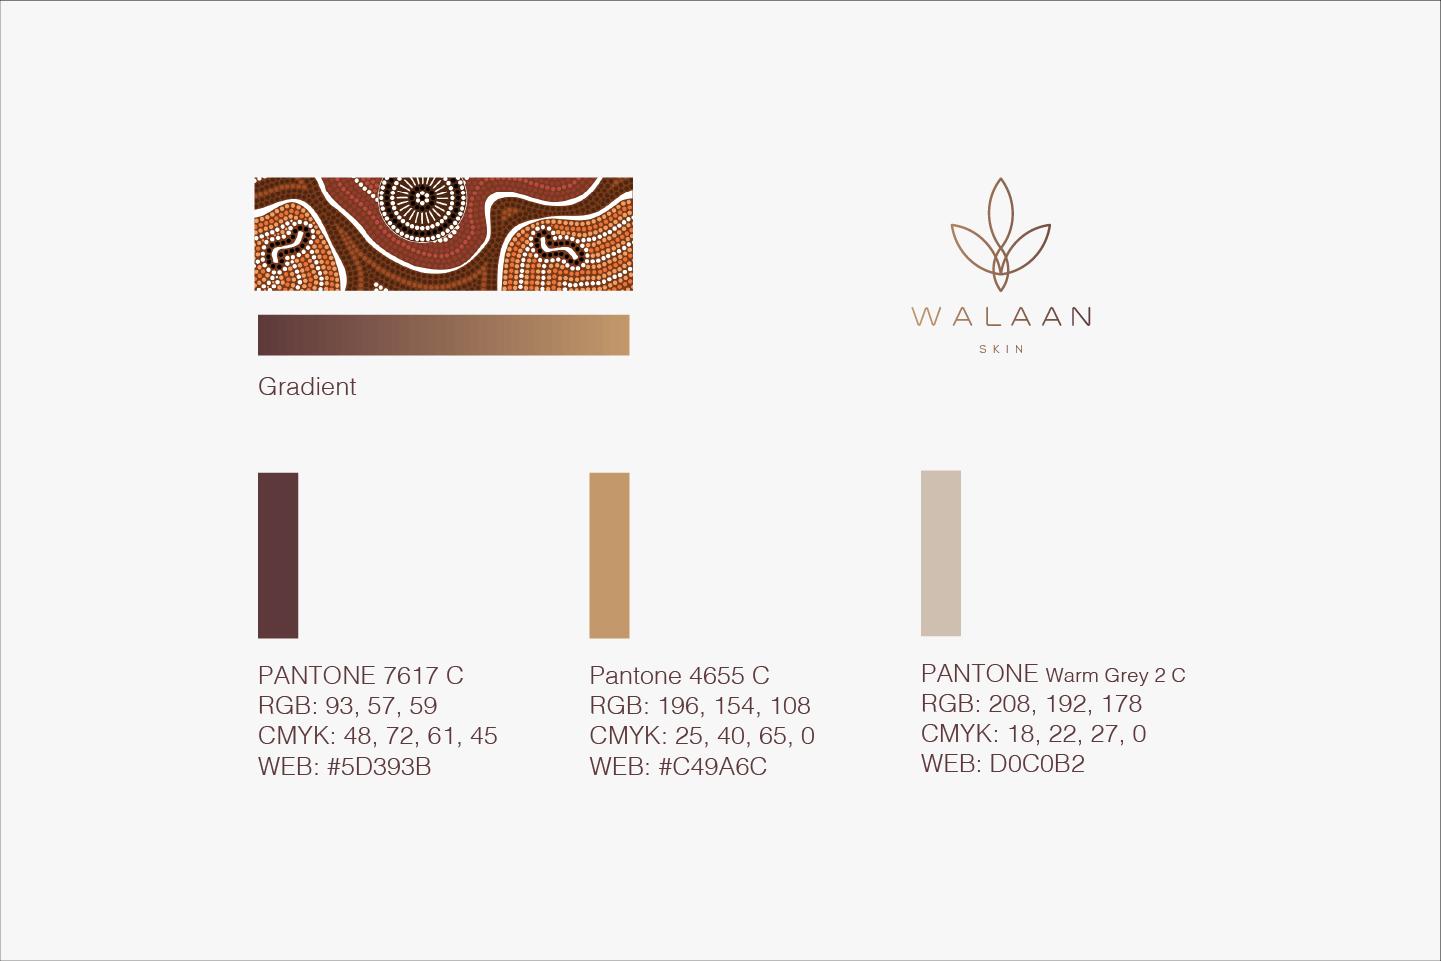 WALAAN
SKIN
Gradient
PANTONE 7617 C
RGB: 93, 57, 59
CMYK: 48, 72, 61, 45
WEB: #5D393B
Pantone 4655 C
RGB: 196, 154, 108
CMYK: 25, 40, 65, 0
WEB: #C49A6C
PANTONE Warm Grey 2 C
RGB: 208, 192, 178
CMYK: 18, 22, 27, 0
WEB: D0C0B2